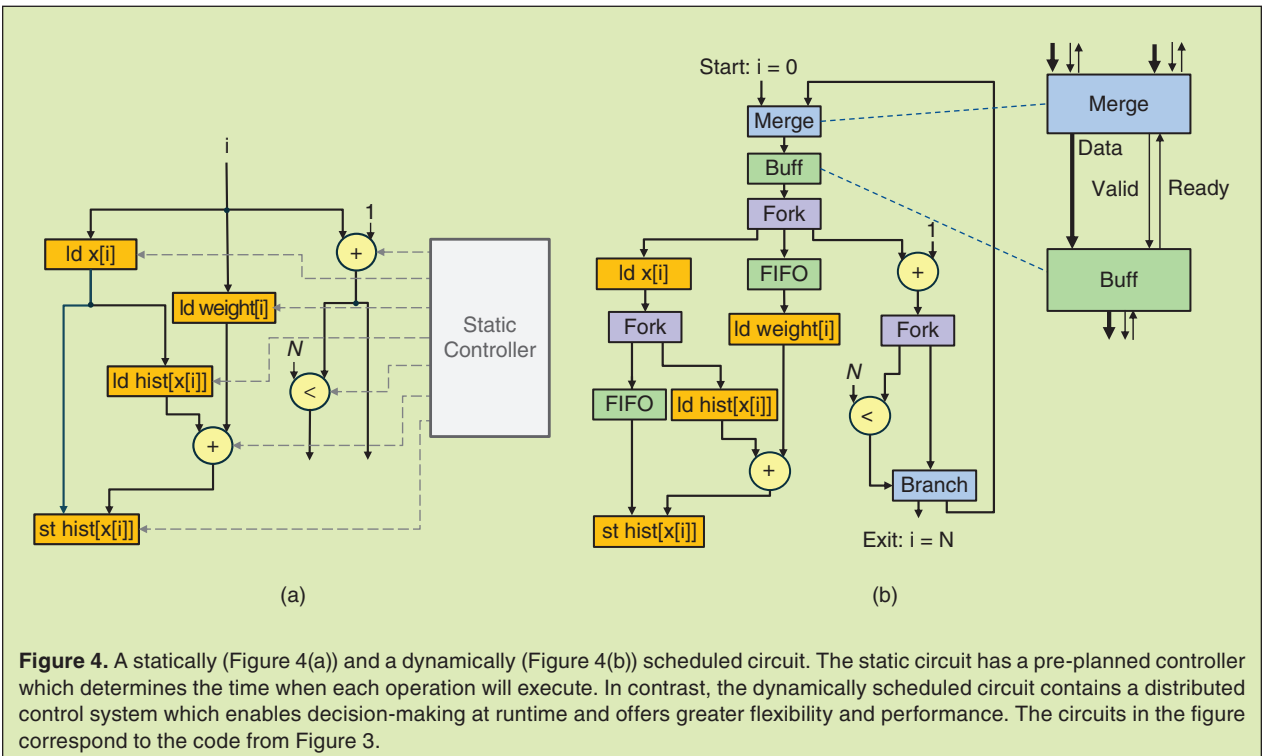 i
1
ld x[i]
+
ld weight[i]
Static
Controller
N
ld hist[x[i]]
<
+
st hist[x[i]]
(a)
Start: i = 0
Merge
Buff
Fork
1
ld x[i]
FIFO
+
Fork
ld weight[i]
Fork
N
FIFO
ld hist[x[i]]
<
+
Branch
st hist[x[i]]
Exit: i = N
(b)
Merge
Data
Valid
Ready
Buff
Figure 4. A statically (Figure 4(a)) and a dynamically (Figure 4(b)) scheduled circuit. The static circuit has a pre-planned controller
which determines the time when each operation will execute. In contrast, the dynamically scheduled circuit contains a distributed
control system which enables decision-making at runtime and offers greater flexibility and performance. The circuits in the figure
correspond to the code from Figure 3.